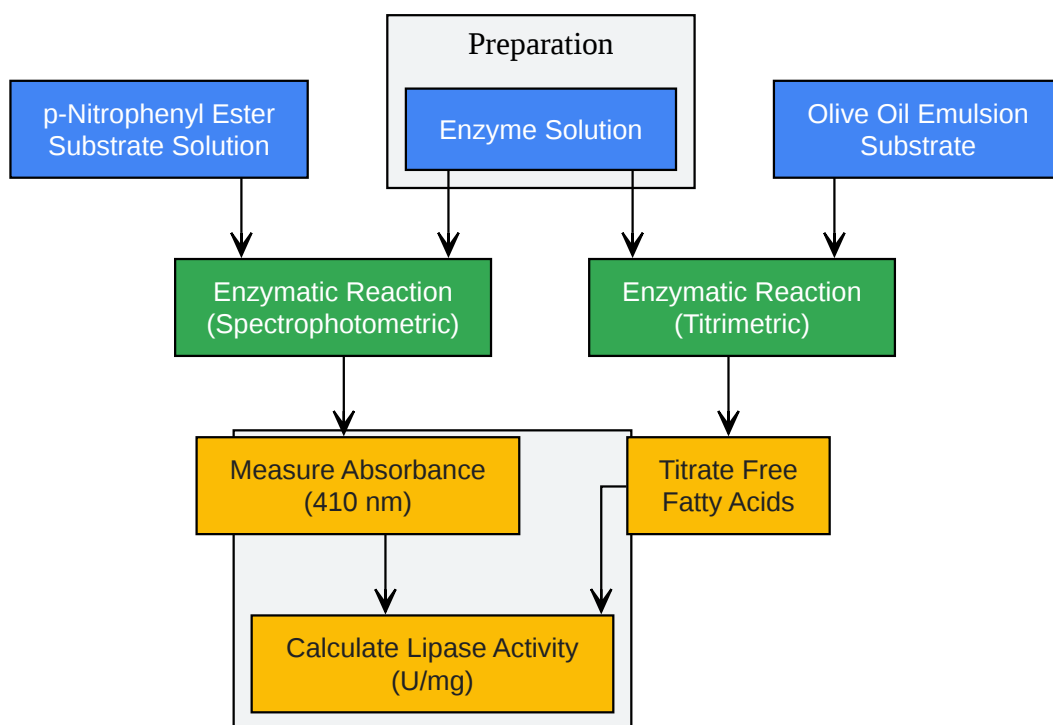 Preparation
p-Nitrophenyl Ester
Substrate Solution
Enzyme Solution
Olive Oil Emulsion
Substrate
Enzymatic Reaction
(Spectrophotometric)
Enzymatic Reaction
(Titrimetric)
Measure Absorbance
(410 nm)
Titrate Free
Fatty Acids
Calculate Lipase Activity
(U/mg)